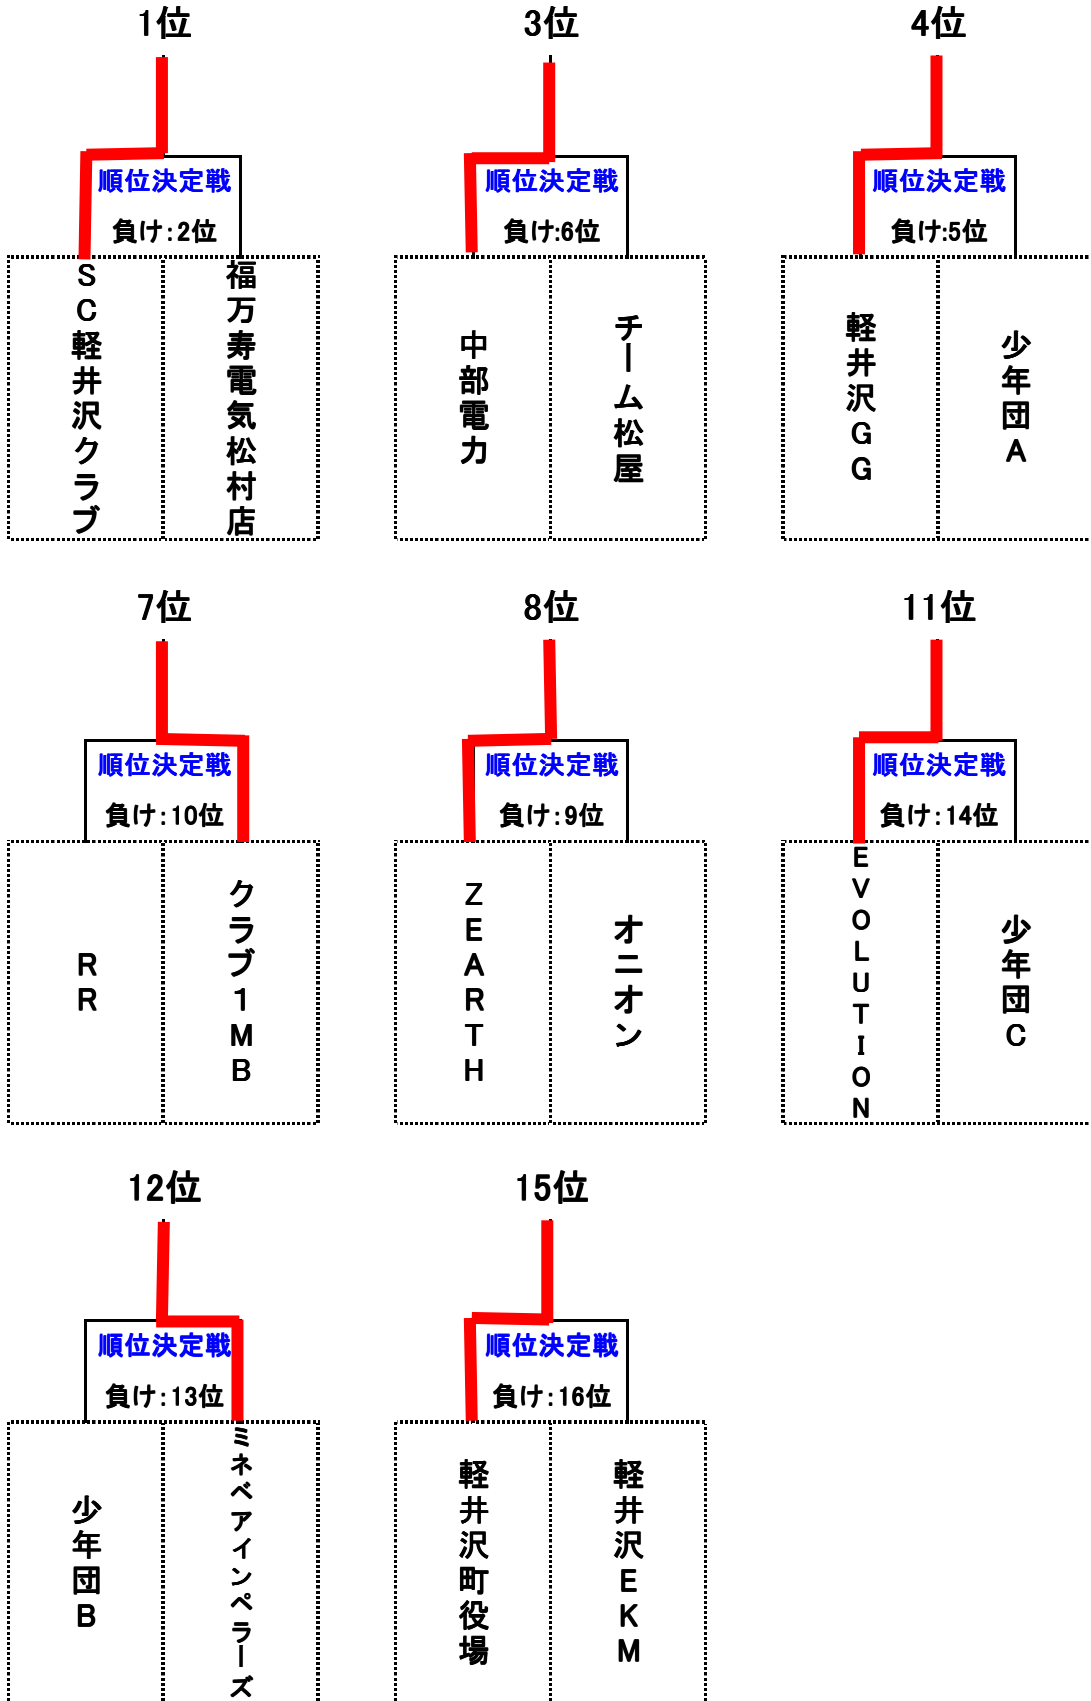 1位
順位決定戦
負け：2位
SC軽井沢クラブ
福万寿電気松村店
3位
順位決定戦
負け:6位
中部電力
チーム松屋
4位
順位決定戦
負け:5位
軽井沢GG
少年団A
7位
順位決定戦
負け：10位
RR
クラブ1MB
8位
順位決定戦
負け：9位
ZEARTH
オニオン
11位
順位決定戦
負け：14位
EVOLUTION
少年団C
12位
順位決定戦
負け：13位
少年団B
ミネベアインペラーズ
15位
順位決定戦
負け：16位
軽井沢町役場
軽井沢EKM